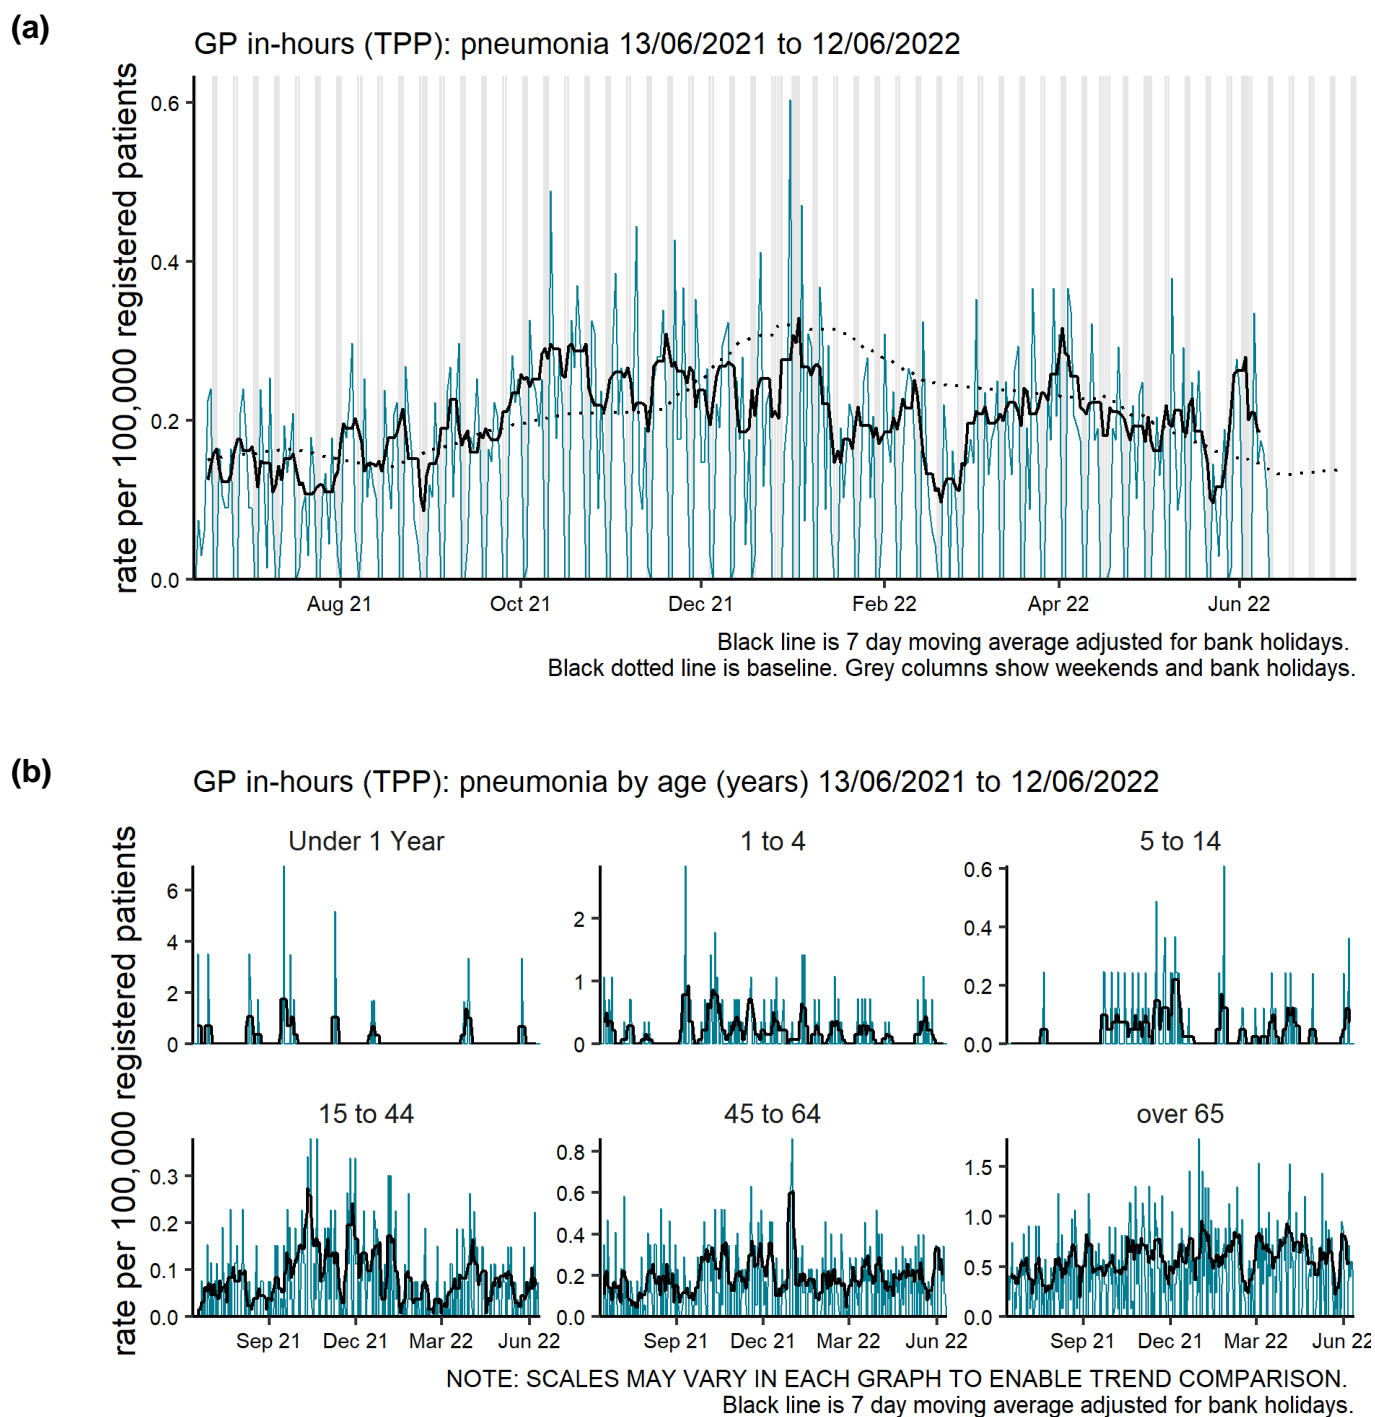 (a)
GP in-hours (TPP): pneumonia 13/06/2021 to 12/06/2022
rate per 100,000 registered patients
0.6
0.4
0.2
0.0
Aug 21 Oct 21 Dec 21 Feb 22 Apr 22 Jun 22
Black line is 7 day moving average adjusted for bank holidays.
Black dotted line is baseline. Grey columns show weekends and bank holidays.
(b)
GP in-hours (TPP): pneumonia by age (years) 13/06/2021 to 12/06/2022
rate per 100,000 registered patients
Under 1 Year
6
4
2
0
1 to 4
2
1
0
5 to 14
0.6
0.4
0.2
0.0
15 to 44
0.3
0.2
0.1
0.0
Sep 21 Dec 21 Mar 22 Jun 22
45 to 64
0.8
0.6
0.4
0.2
0.0
Sep 21 Dec 21 Mar 22 Jun 22
over 65
1.5
1.0
0.5
0.0
Sep 21 Dec 21 Mar 22 Jun 22
NOTE: SCALES MAY VARY IN EACH GRAPH TO ENABLE TREND COMPARISON.
Black line is 7 day moving average adjusted for bank holidays.